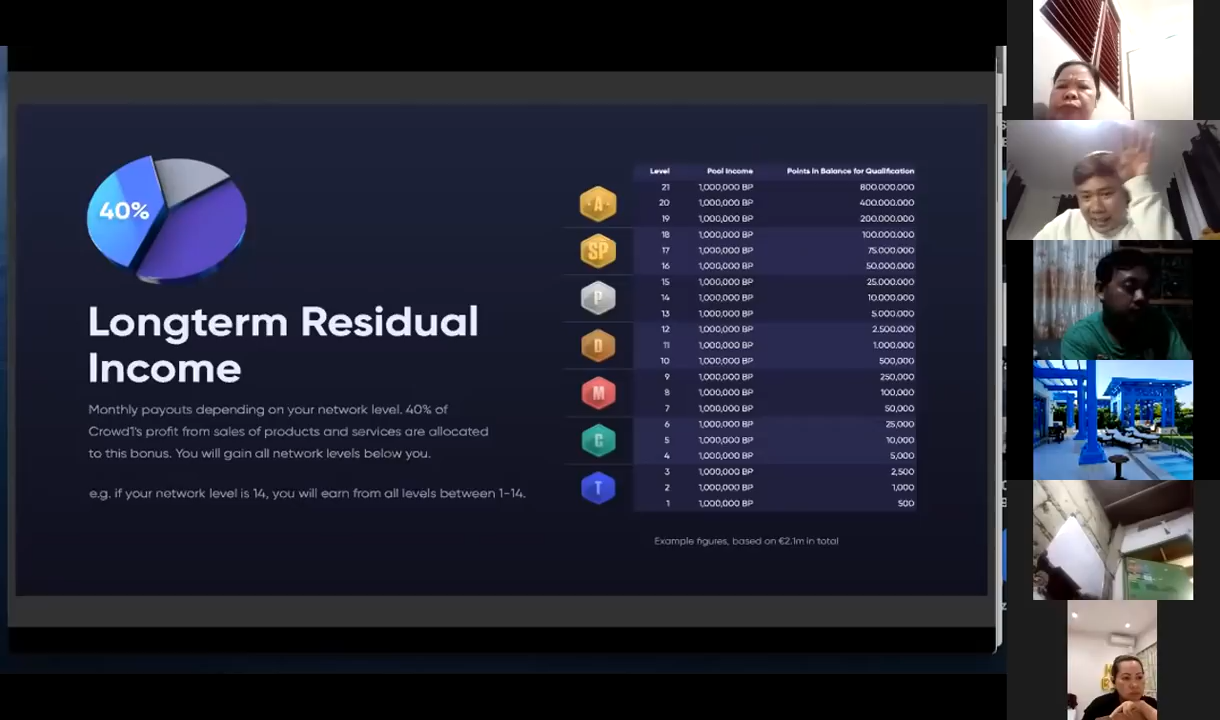 40%
Longterm Residual
Income
Monthly payouts depending on your network level. 40% of
Crowd1's profit from sales of products and services are allocated
to this bonus. You will gain all network levels below you.
e.g. if your network level is 14, you will earn from all levels between 1-14.
A
SP
P
D
M
T
Level Pool Income Points in Balance for Qualification
21 1,000,000 BP 800.000.000
20 1,000,000 BP 400.000.000
19 1,000,000 BP 200.000.000
18 1,000,000 BP 100.000.000
17 1,000,000 BP 75.000.000
16 1,000,000 BP 50.000.000
15 1,000,000 BP 25.000.000
14 1,000,000 BP 10.000.000
13 1,000,000 BP 5.000.000
12 1,000,000 BP 2.500.000
11 1,000,000 BP 1.000.000
10 1,000,000 BP 500,000
9 1,000,000 BP 250,000
8 1,000,000 BP 100,000
7 1,000,000 BP 50,000
6 1,000,000 BP 25,000
5 1,000,000 BP 10,000
4 1,000,000 BP 5,000
3 1,000,000 BP 2,500
2 1,000,000 BP 1,000
1 1,000,000 BP 500
Example figures, based on €2.1m in total